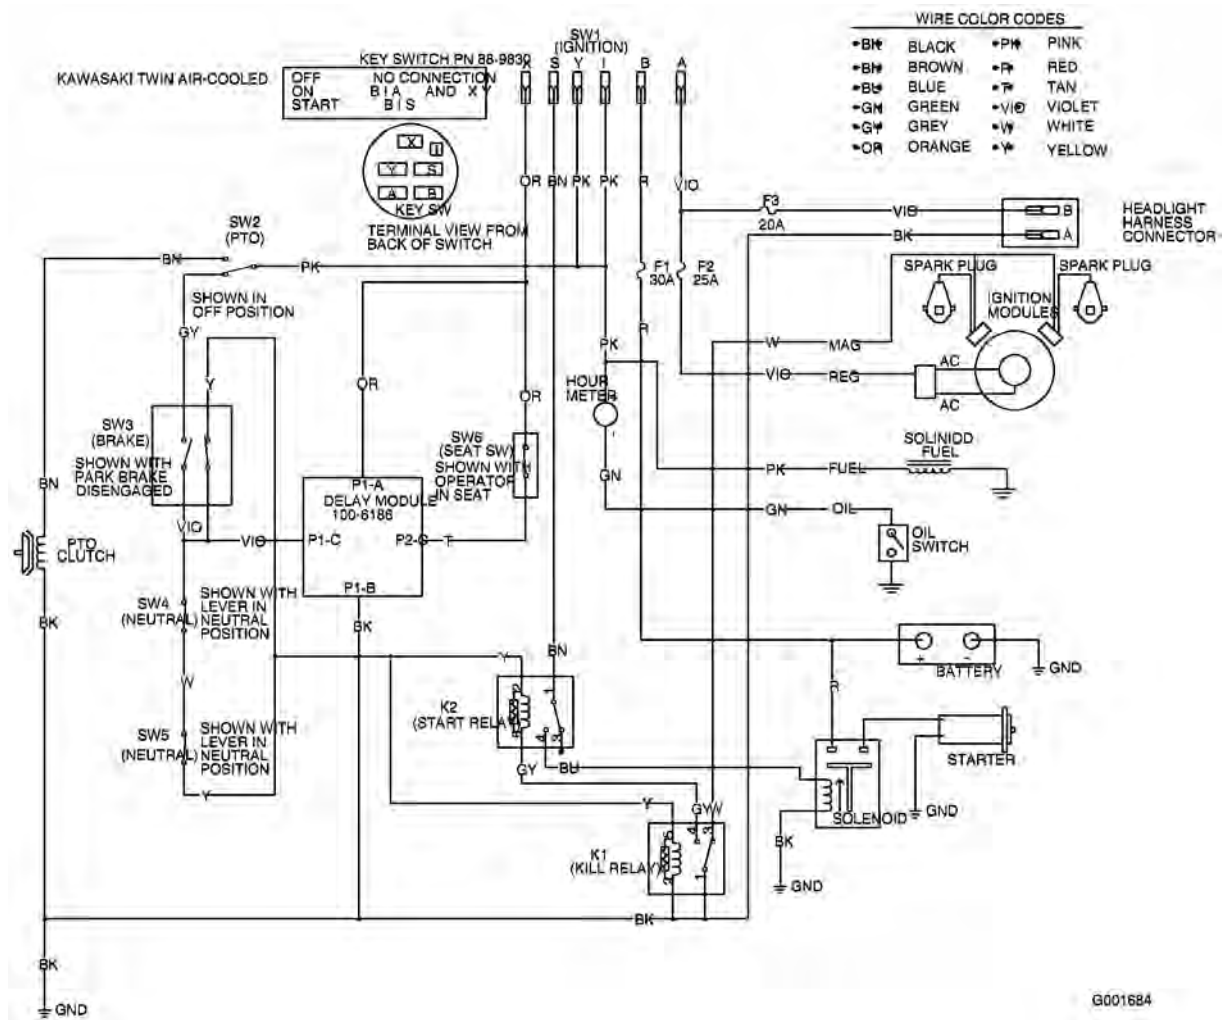 WIRE COLOR CODES
BK BLACK PK PINK
BN BROWN R RED
BU BLUE T TAN
GN GREEN VIO VIOLET
GY GREY W WHITE
OR ORANGE Y YELLOW
SW1
(IGNITION)
KEY SWITCH PN 88-9830
X S Y I B A
KAWASAKI TWIN AIR-COOLED
OFF NO CONNECTION
ON B I A AND X Y
START B I S
X I
Y S
A B
KEY SW
TERMINAL VIEW FROM
BACK OF SWITCH
OR BN PK PK R VIO
F3
20A
VIO
B
BK
A
HEADLIGHT
HARNESS
CONNECTOR
SW2
(PTO)
BN
PK
SHOWN IN
OFF POSITION
F1
30A
F2
25A
SPARK PLUG
SPARK PLUG
IGNITION
MODULES
GY
R
PK
W MAG
VIO REG
AC
AC
Y
OR
OR
HOUR
METER
-
SW3
(BRAKE)
SHOWN WITH
PARK BRAKE
DISENGAGED
SW6
(SEAT SW)
SHOWN WITH
OPERATOR
IN SEAT
SOLINIDD
FUEL
PK FUEL
GN
BN
P1-A
DELAY MODULE
100-6186
GN OIL
VIO
VIO
P1-C
P2-C
T
P1-B
OIL
SWITCH
PTO
CLUTCH
SW4
(NEUTRAL)
SHOWN WITH
LEVER IN
NEUTRAL
POSITION
BK
BK
BN
Y
+ -
BATTERY
GND
W
R
K2
(START RELAY)
2 1
4 3
SW5
(NEUTRAL)
SHOWN WITH
LEVER IN
NEUTRAL
POSITION
GY
BU
STARTER
Y
Y
GY W
GND
SOLENOID
BK
GND
K1
(KILL RELAY)
4 3
1
BK
BK
GND
G001684